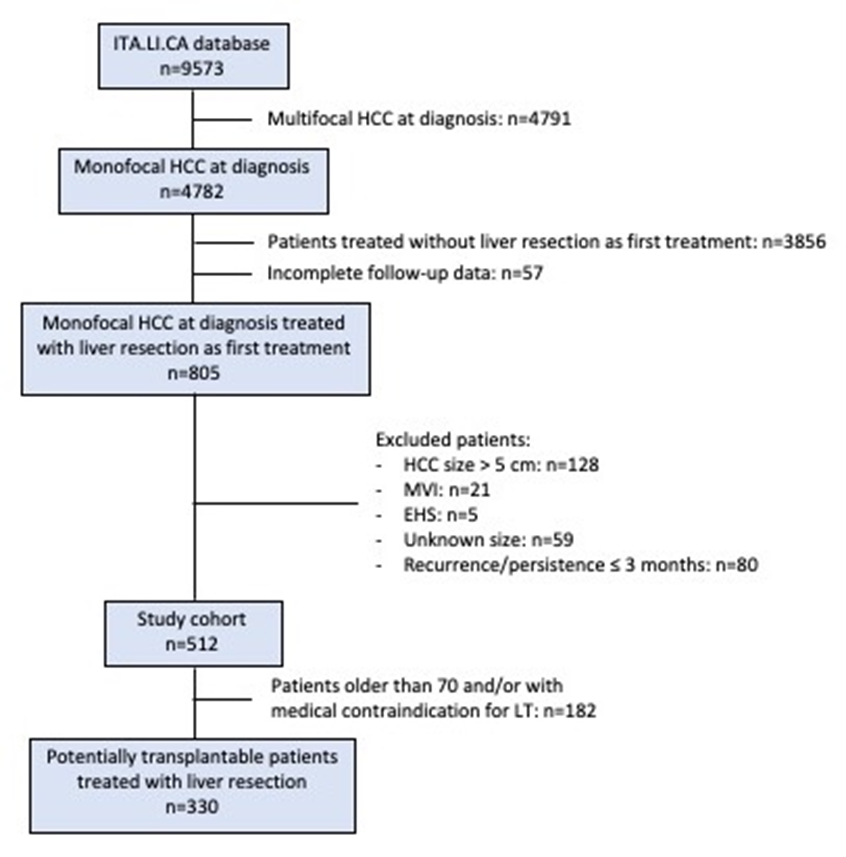 ITA.LI.CA database
n=9573
Multifocal HCC at diagnosis: n=4791
Monofocal HCC at diagnosis
n=4782
Patients treated without liver resection as first treatment: n=3856
Incomplete follow-up data: n=57
Monofocal HCC at diagnosis treated
with liver resection as first treatment
n=805
Excluded patients:
- HCC size > 5 cm: n=128
- MVI: n=21
- EHS: n=5
- Unknown size: n=59
- Recurrence/persistence ≤ 3 months: n=80
Study cohort
n=512
Patients older than 70 and/or with
medical contraindication for LT: n=182
Potentially transplantable patients
treated with liver resection
n=330